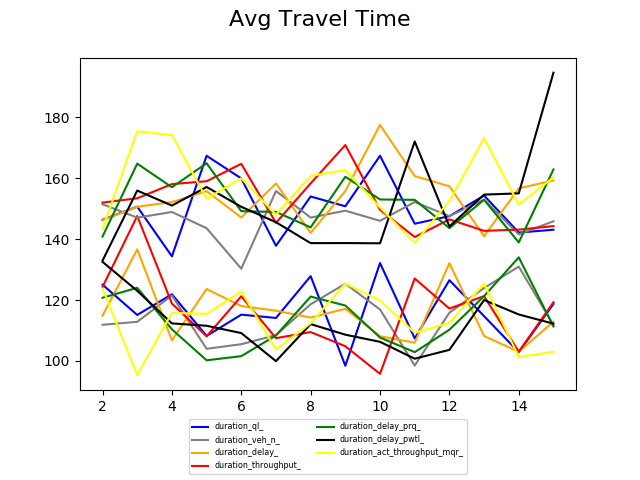 Avg Travel Time
180
160
140
120
100
2 4 6 8 10 12 14
duration_ql_
duration_veh_n_
duration_delay_
duration_throughput_
duration_delay_prq_
duration_delay_pwtl_
duration_act_throughput_mqr_